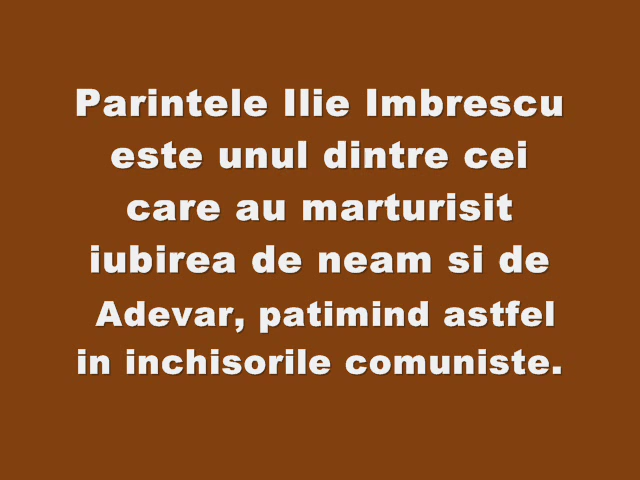 Parintele Ilie Imbrescu
este unul dintre cei
care au marturisit
iubirea de neam si de
Adevar, patimind astfel
in inchisorile comuniste.